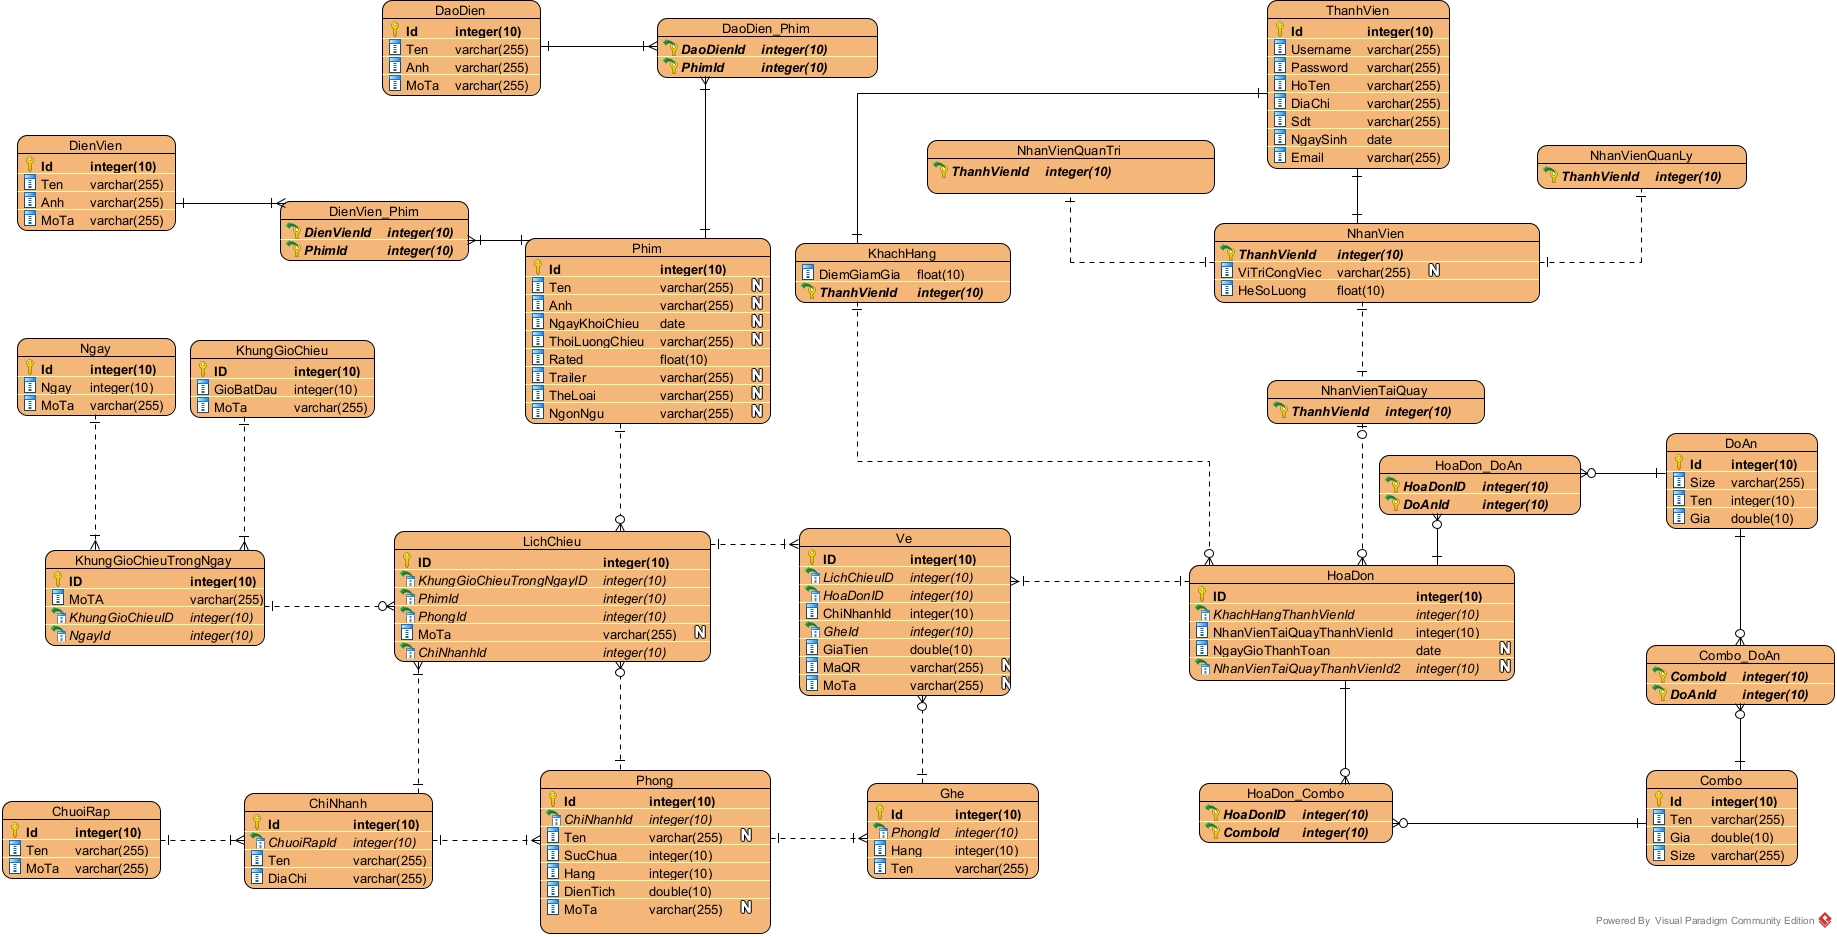 DaoDien
Id integer(10)
Ten varchar(255)
Anh varchar(255)
MoTa varchar(255)
DaoDien_Phim
DaoDienId integer(10)
PhimId integer(10)
ThanhVien
Id integer(10)
Username varchar(255)
Password varchar(255)
HoTen varchar(255)
DiaChi varchar(255)
Sdt varchar(255)
NgaySinh date
Email varchar(255)
DienVien
Id integer(10)
Ten varchar(255)
Anh varchar(255)
MoTa varchar(255)
DienVien_Phim
DienVienId integer(10)
PhimId integer(10)
NhanVienQuanTri
ThanhVienId integer(10)
NhanVienQuanLy
ThanhVienId integer(10)
Phim
Id integer(10)
Ten varchar(255) N
Anh varchar(255) N
NgayKhoiChieu date N
ThoiLuongChieu varchar(255) N
Rated float(10)
Trailer varchar(255) N
TheLoai varchar(255) N
NgonNgu varchar(255) N
KhachHang
DiemGiamGia float(10)
ThanhVienId integer(10)
NhanVien
ThanhVienId integer(10)
ViTriCongViec varchar(255) N
HeSoLuong float(10)
Ngay
Id integer(10)
Ngay integer(10)
MoTa varchar(255)
KhungGioChieu
ID integer(10)
GioBatDau integer(10)
MoTa varchar(255)
NhanVienTaiQuay
ThanhVienId integer(10)
HoaDon_DoAn
HoaDonID integer(10)
DoAnId integer(10)
DoAn
Id integer(10)
Size varchar(255)
Ten integer(10)
Gia double(10)
KhungGioChieuTrongNgay
ID integer(10)
MoTA varchar(255)
KhungGioChieuID integer(10)
NgayId integer(10)
LichChieu
ID integer(10)
KhungGioChieuTrongNgayID integer(10)
PhimId integer(10)
PhongId integer(10)
MoTa varchar(255) N
ChiNhanhId integer(10)
Ve
ID integer(10)
LichChieuID integer(10)
HoaDonID integer(10)
ChiNhanhId integer(10)
GheId integer(10)
GiaTien double(10)
MaQR varchar(255) N
MoTa varchar(255) N
HoaDon
ID integer(10)
KhachHangThanhVienId integer(10)
NhanVienTaiQuayThanhVienId integer(10)
NgayGioThanhToan date N
NhanVienTaiQuayThanhVienId2 integer(10) N
Combo_DoAn
ComboId integer(10)
DoAnId integer(10)
ChuoiRap
Id integer(10)
Ten varchar(255)
MoTa varchar(255)
ChiNhanh
Id integer(10)
ChuoiRapId integer(10)
Ten varchar(255)
DiaChi varchar(255)
Phong
Id integer(10)
ChiNhanhId integer(10)
Ten varchar(255) N
SucChua integer(10)
Hang integer(10)
DienTich double(10)
MoTa varchar(255) N
Ghe
Id integer(10)
PhongId integer(10)
Hang integer(10)
Ten varchar(255)
HoaDon_Combo
HoaDonID integer(10)
ComboId integer(10)
Combo
Id integer(10)
Ten varchar(255)
Gia double(10)
Size varchar(255)
Powered By Visual Paradigm Community Edition